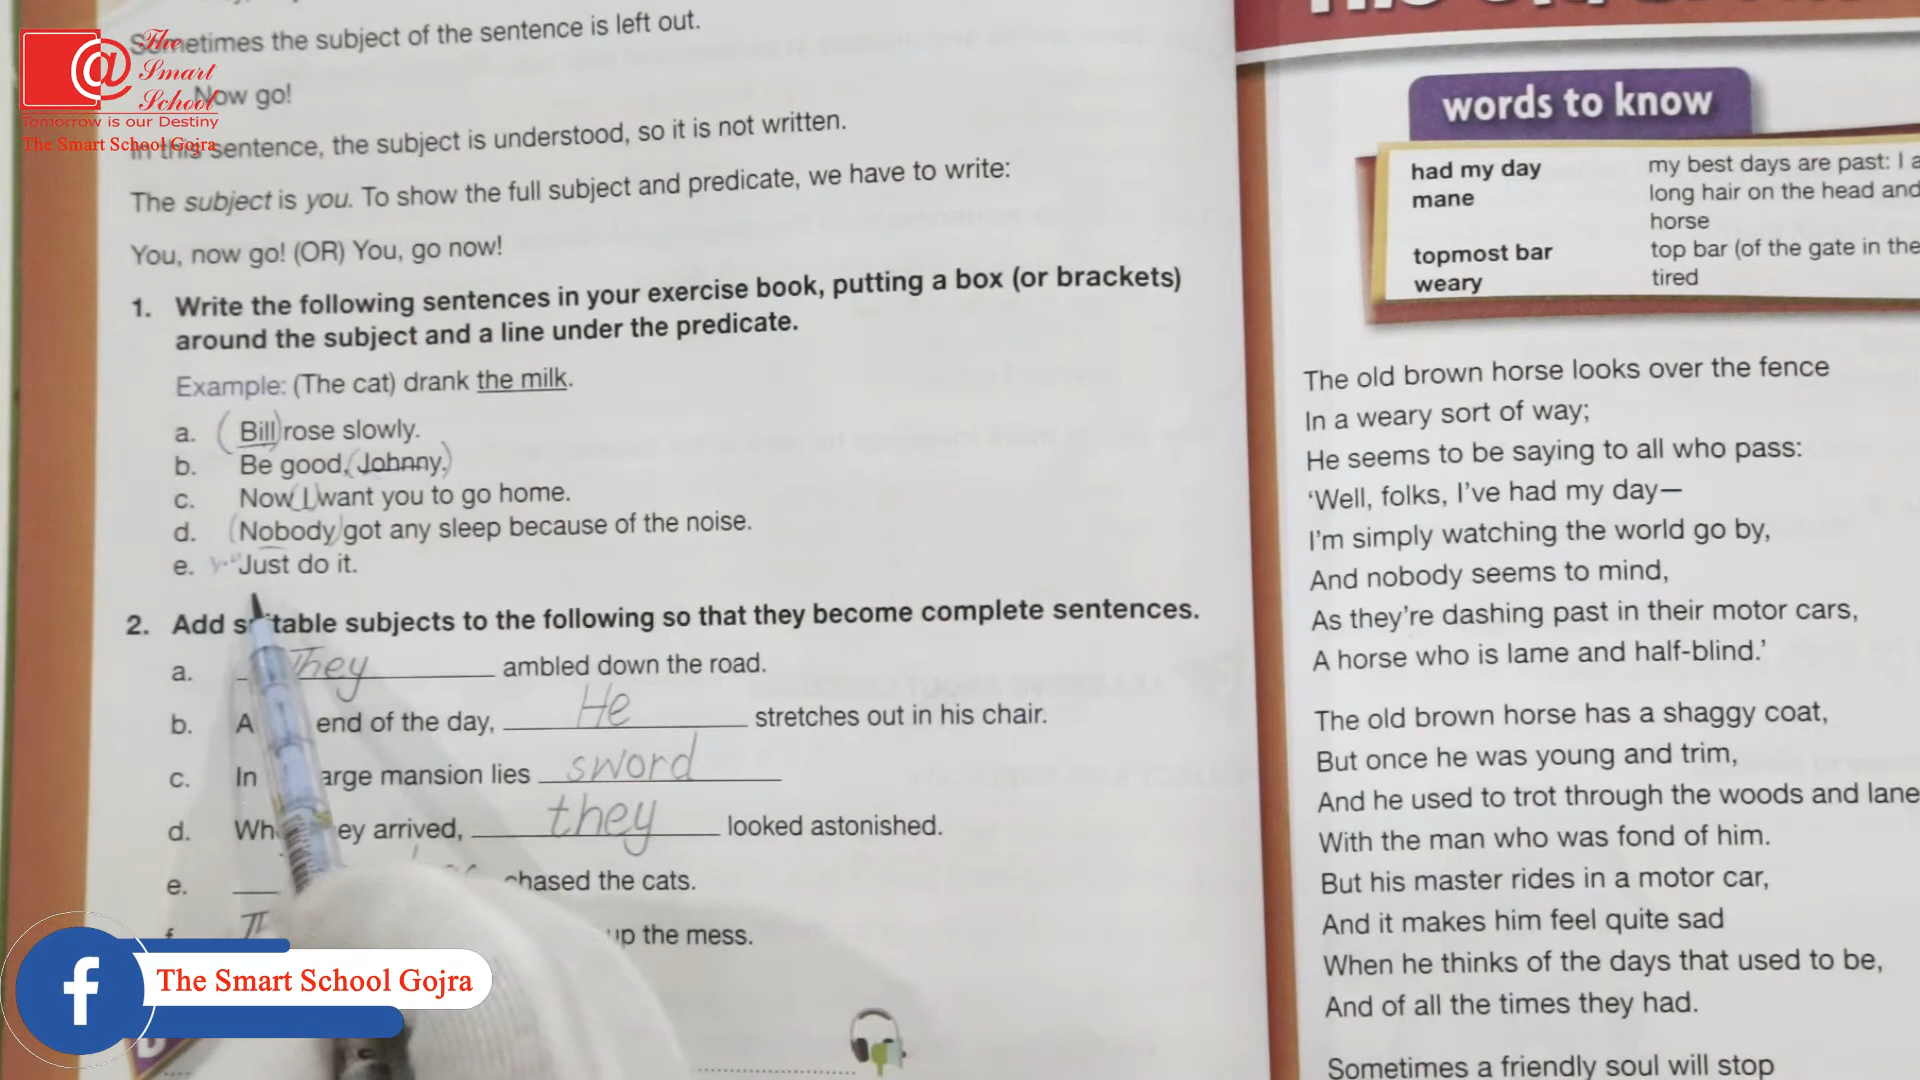 Sometimes the subject of the sentence is left out.
The
Smart
School
Now go!
Tomorrow is our Destiny
The Smart School Gojra
In this sentence, the subject is understood, so it is not written.
The subject is you. To show the full subject and predicate, we have to write:
You, now go! (OR) You, go now!
1. Write the following sentences in your exercise book, putting a box (or brackets)
around the subject and a line under the predicate.
Example: (The cat) drank the milk.
a. (Bill) rose slowly.
b. Be good, (Johnny.)
c. Now (I) want you to go home.
d. (Nobody) got any sleep because of the noise.
e. Just do it.
2. Add suitable subjects to the following so that they become complete sentences.
a. They ambled down the road.
b. end of the day, He stretches out in his chair.
c. In mansion lies sword
d. arrived, they looked astonished.
e. chased the cats.
up the mess.
f
The Smart School Gojra
words to know
had my day my best days are past: I
mane long hair on the head and
horse
topmost bar top bar (of the gate in the
weary tired
The old brown horse looks over the fence
In a weary sort of way;
He seems to be saying to all who pass:
‘Well, folks, I’ve had my day—
I’m simply watching the world go by,
And nobody seems to mind,
As they’re dashing past in their motor cars,
A horse who is lame and half-blind.’
The old brown horse has a shaggy coat,
But once he was young and trim,
And he used to trot through the woods and lane
With the man who was fond of him.
But his master rides in a motor car,
And it makes him feel quite sad
When he thinks of the days that used to be,
And of all the times they had.
Sometimes a friendly soul will stop